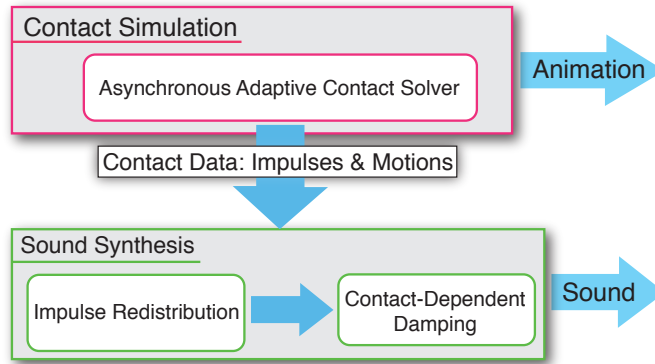 Contact Simulation
Asynchronous Adaptive Contact Solver
Animation
Contact Data: Impulses & Motions
Sound Synthesis
Impulse Redistribution
Contact-Dependent
Damping
Sound